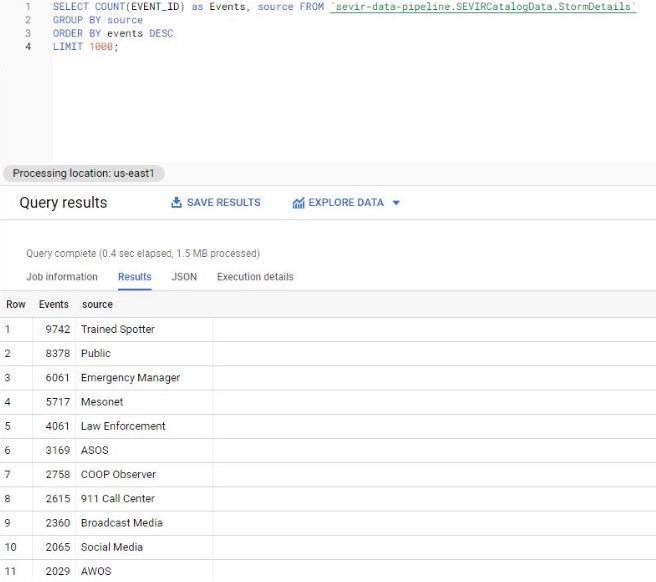 1 SELECT COUNT(EVENT_ID) as Events, source FROM `sevir-data-pipeline.SEVIRCatalogData.StormDetails`
2 GROUP BY source
3 ORDER BY events DESC
4 LIMIT 1000;
Processing location: us-east1
Query results SAVE RESULTS EXPLORE DATA
Query complete (0.4 sec elapsed, 1.5 MB processed)
Job information Results JSON Execution details
Row Events source
1 9742 Trained Spotter
2 8378 Public
3 6061 Emergency Manager
4 5717 Mesonet
5 4061 Law Enforcement
6 3169 ASOS
7 2758 COOP Observer
8 2615 911 Call Center
9 2360 Broadcast Media
10 2065 Social Media
11 2029 AWOS